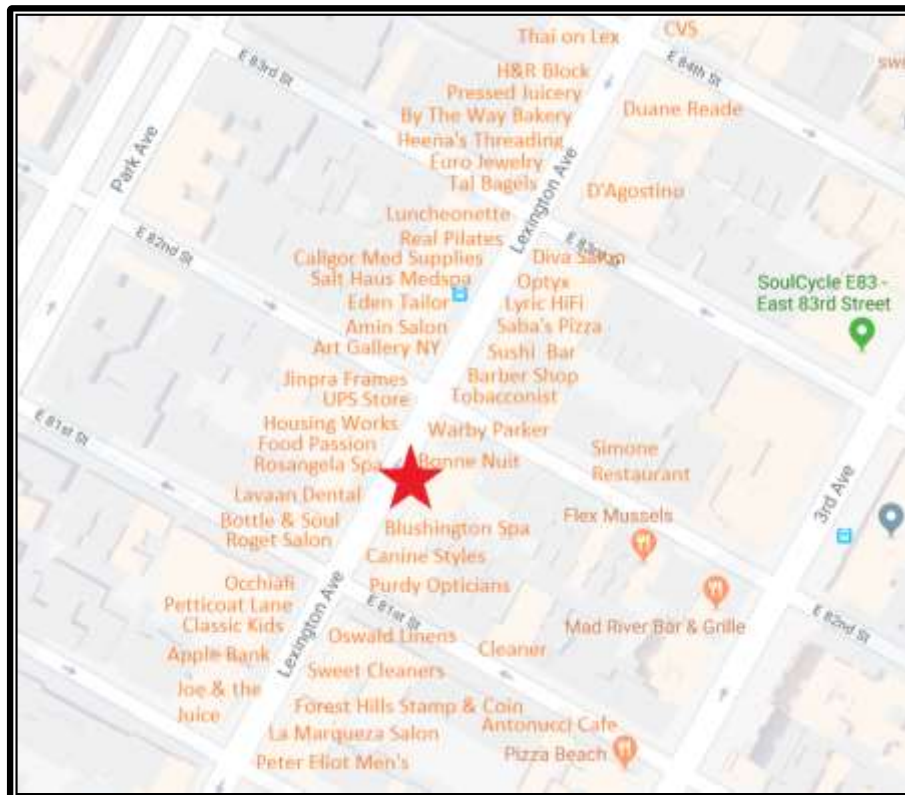 Thai on Lex
CVS
E 83rd St
E 84th St
H&R Block
Pressed Juicery
Duane Reade
By The Way Bakery
Heena's Threading
Euro Jewelry
Tal Bagels
D'Agostino
Park Ave
Lexington Ave
Luncheonette
Real Pilates
E 82nd St
E 83rd St
Caligor Med Supplies
Diva Salon
Salt Haus Medspa
Optyx
SoulCycle E83 -
East 83rd Street
Eden Tailor
Lyric HiFi
Amin Salon
Saba's Pizza
Art Gallery NY
Sushi Bar
Jinpra Frames
Barber Shop
UPS Store
Tobacconist
E 81st St
Housing Works
Warby Parker
Food Passion
Rosangela Spa
Bonne Nuit
Simone
Restaurant
Lavaan Dental
3rd Ave
Bottle & Soul
Blushington Spa
Flex Mussels
Roget Salon
Canine Styles
Occhiali
Purdy Opticians
Petticoat Lane
E 81st St
E 82nd St
Classic Kids
Lexington Ave
Oswald Linens
Mad River Bar & Grille
Apple Bank
Cleaner
Sweet Cleaners
Joe & the
Juice
Forest Hills Stamp & Coin
Antonucci Cafe
La Marqueza Salon
Pizza Beach
Peter Eliot Men's